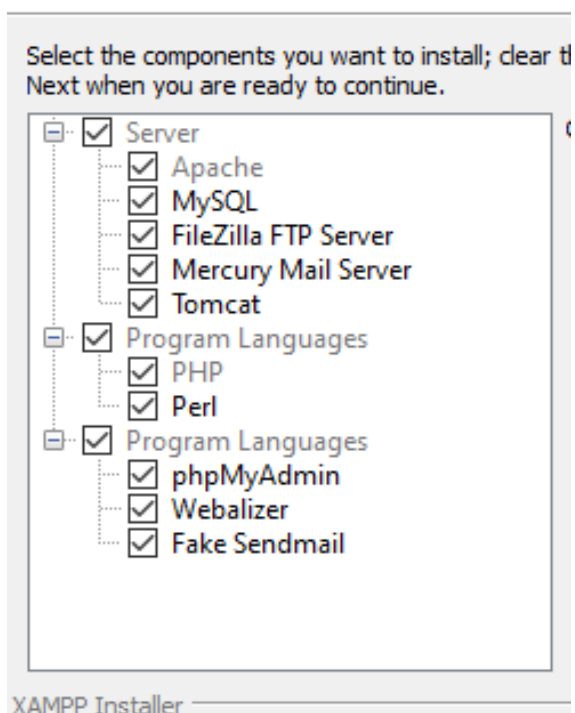 Select the components you want to install; clear
Next when you are ready to continue.
Server
Apache
MySQL
FileZilla FTP Server
Mercury Mail Server
Tomcat
Program Languages
PHP
Perl
Program Languages
phpMyAdmin
Webalizer
Fake Sendmail
XAMPP Installer